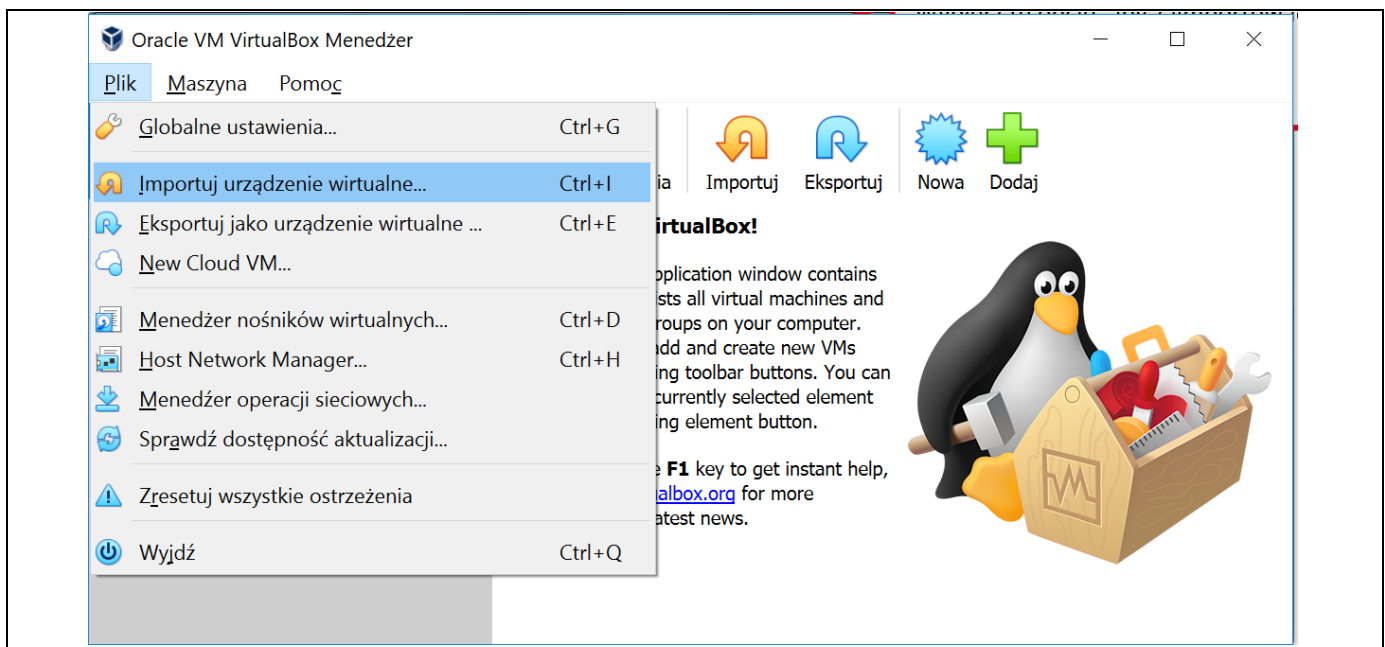 Oracle VM VirtualBox Menedżer
Plik Maszyna Pomoc
Globalne ustawienia... Ctrl+G
Importuj urządzenie wirtualne... Ctrl+I
Eksportuj jako urządzenie wirtualne ... Ctrl+E
New Cloud VM...
Menedżer nośników wirtualnych... Ctrl+D
Host Network Manager... Ctrl+H
Menedżer operacji sieciowych...
Sprawdź dostępność aktualizacji...
Zresetuj wszystkie ostrzeżenia
Wyjdź Ctrl+Q
ia Importuj Eksportuj Nowa Dodaj
irtualBox!
pplication window contains
ists all virtual machines and
roups on your computer.
add and create new VMs
ing toolbar buttons. You can
currently selected element
ing element button.
e F1 key to get instant help,
ualbox.org for more
atest news.